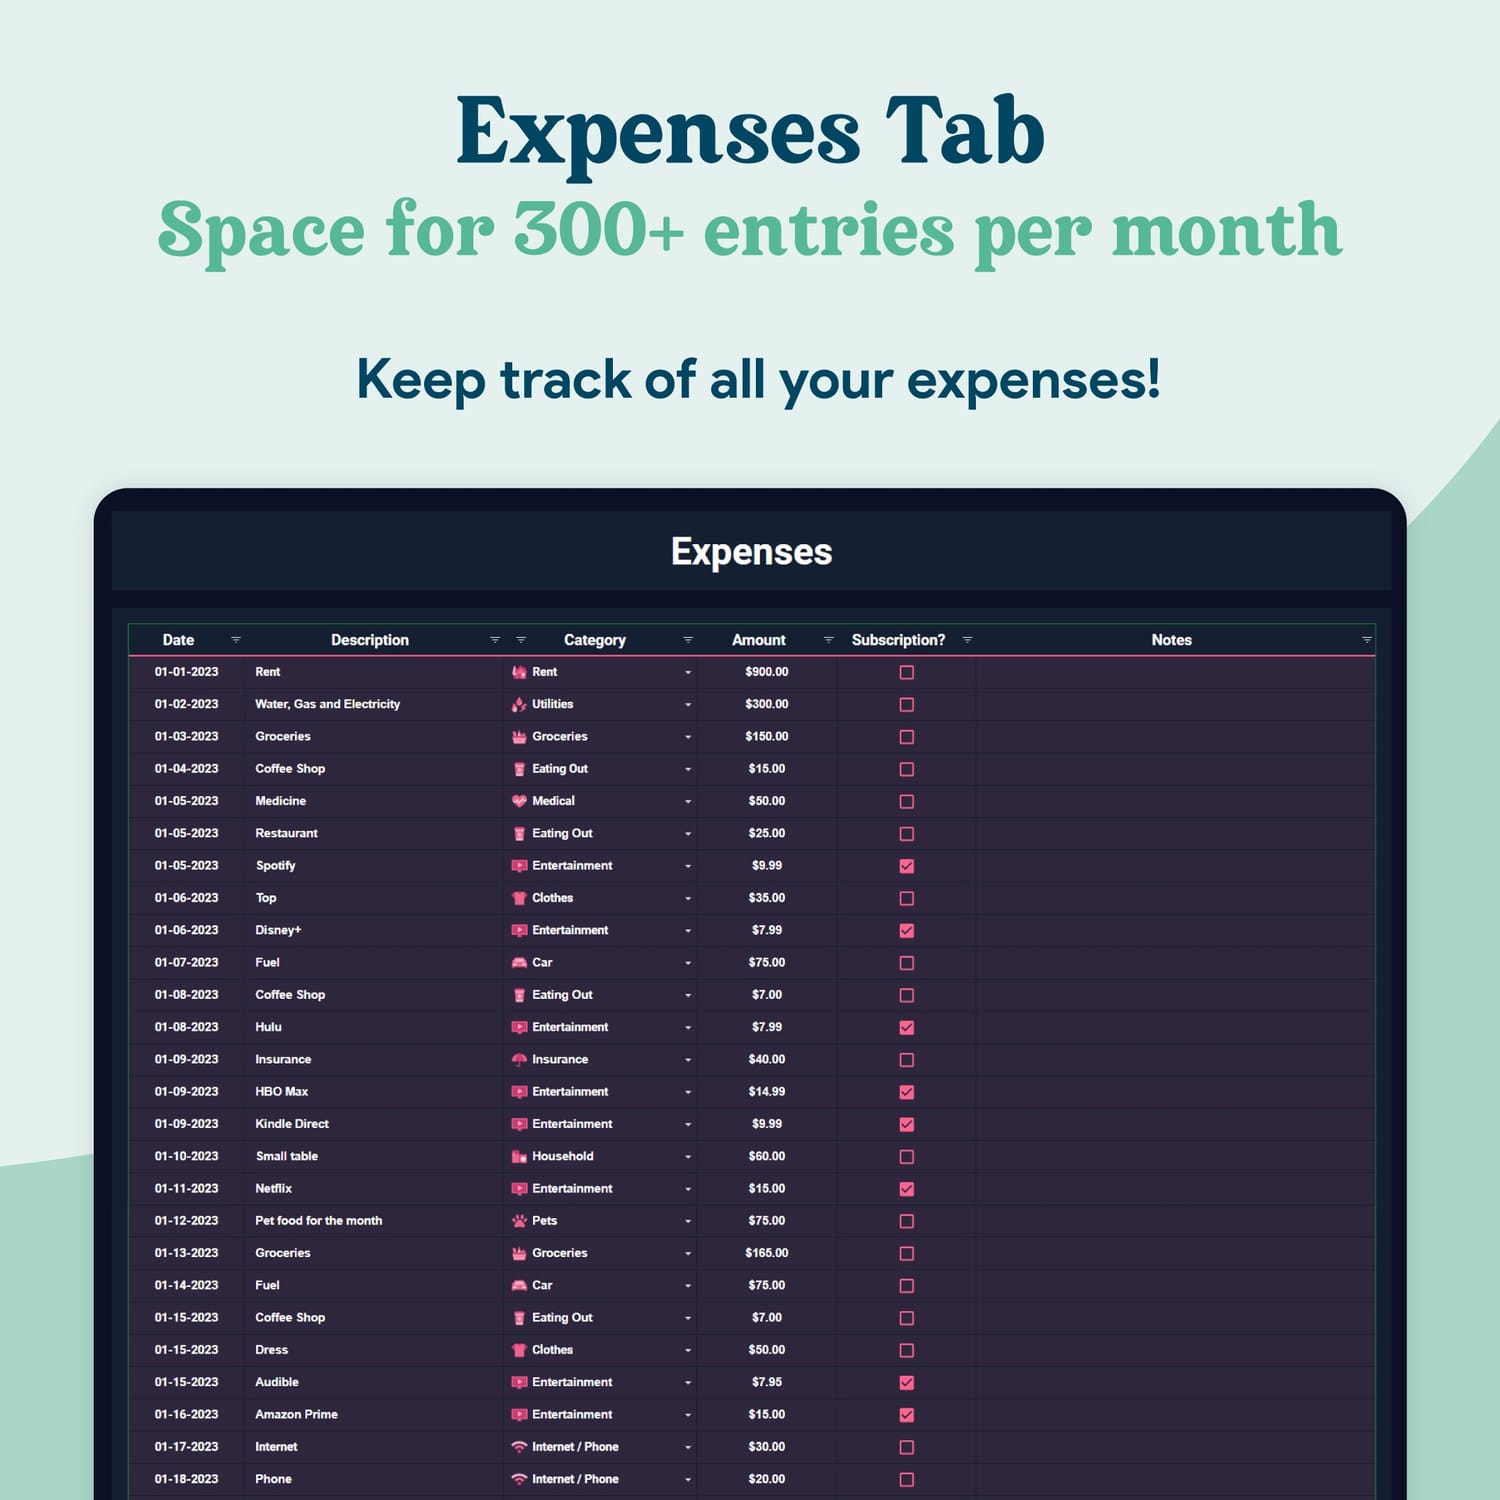 Expenses Tab
Space for 300+ entries per month
Keep track of all your expenses!
Expenses
Date Description Category Amount Subscription? Notes
01-01-2023 Rent Rent $900.00
01-02-2023 Water, Gas and Electricity Utilities $300.00
01-03-2023 Groceries Groceries $150.00
01-04-2023 Coffee Shop Eating Out $15.00
01-05-2023 Medicine Medical $50.00
01-05-2023 Restaurant Eating Out $25.00
01-05-2023 Spotify Entertainment $9.99
01-06-2023 Top Clothes $35.00
01-06-2023 Disney+ Entertainment $7.99
01-07-2023 Fuel Car $75.00
01-08-2023 Coffee Shop Eating Out $7.00
01-08-2023 Hulu Entertainment $7.99
01-09-2023 Insurance Insurance $40.00
01-09-2023 HBO Max Entertainment $14.99
01-09-2023 Kindle Direct Entertainment $9.99
01-10-2023 Small table Household $60.00
01-11-2023 Netflix Entertainment $15.00
01-12-2023 Pet food for the month Pets $75.00
01-13-2023 Groceries Groceries $165.00
01-14-2023 Fuel Car $75.00
01-15-2023 Coffee Shop Eating Out $7.00
01-15-2023 Dress Clothes $50.00
01-15-2023 Audible Entertainment $7.95
01-16-2023 Amazon Prime Entertainment $15.00
01-17-2023 Internet Internet / Phone $30.00
01-18-2023 Phone Internet / Phone $20.00